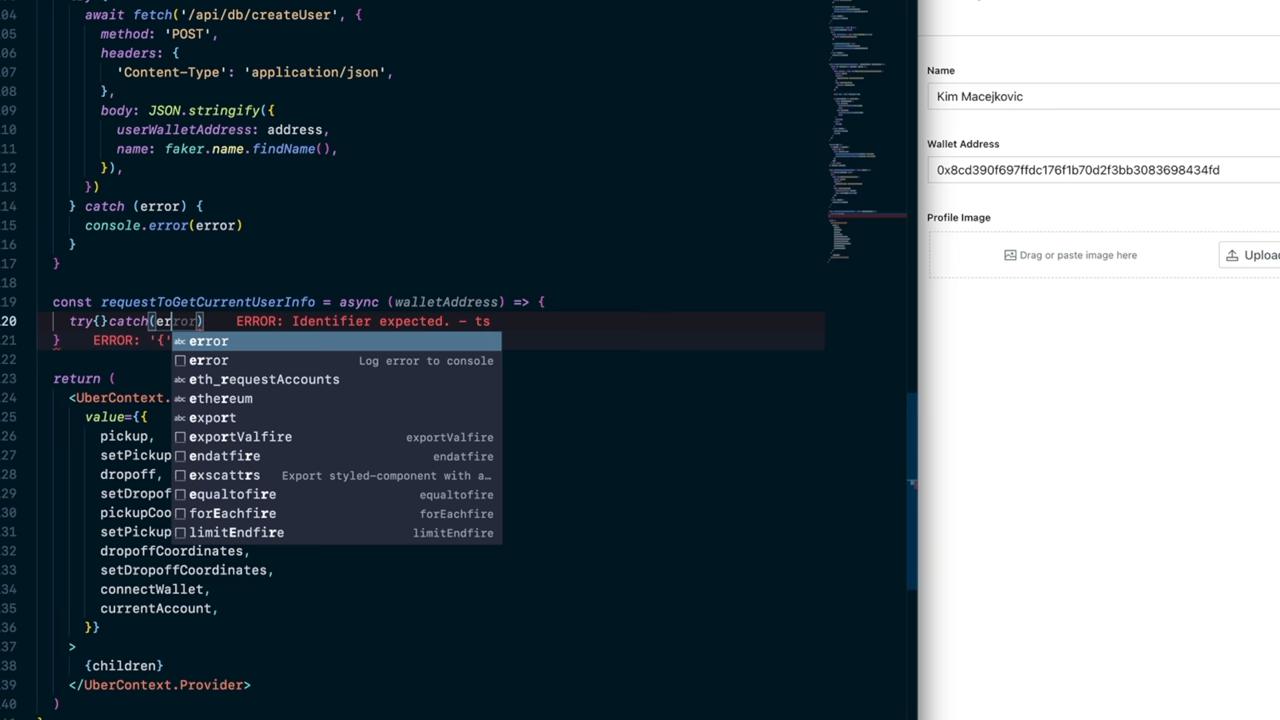 04 await fetch('/api/db/createUser', {
05 method: 'POST',
06 headers: {
07 'Content-Type': 'application/json',
08 },
09 body: JSON.stringify({
10 userWalletAddress: address,
11 name: faker.name.findName(),
12 }),
13 })
14 } catch (error) {
15 console.error(error)
16 }
17 }
18
19 const requestToGetCurrentUserInfo = async (walletAddress) => {
20 try{}catch(error) ERROR: Identifier expected. – ts
21 } ERROR: '{'
error
error Log error to console
eth_requestAccounts
ethereum
export
exportValfire exportValfire
endatfire endatfire
exscattrs Export styled-component with a…
equaltofire equaltofire
forEachfire forEachfire
limitEndfire limitEndfire
22
23 return (
24 <UberContext.
25 value={{
26 pickup,
27 setPickup
28 dropoff,
29 setDropof
30 pickupCoo
31 setPickup
32 dropoffCoordinates,
33 setDropoffCoordinates,
34 connectWallet,
35 currentAccount,
36 }}
37 >
38 {children}
39 </UberContext.Provider>
40 )
Name
Kim Macejkovic
Wallet Address
0x8cd390f697ffdc176f1b70d2f3bb3083698434fd
Profile Image
Drag or paste image here
Upload